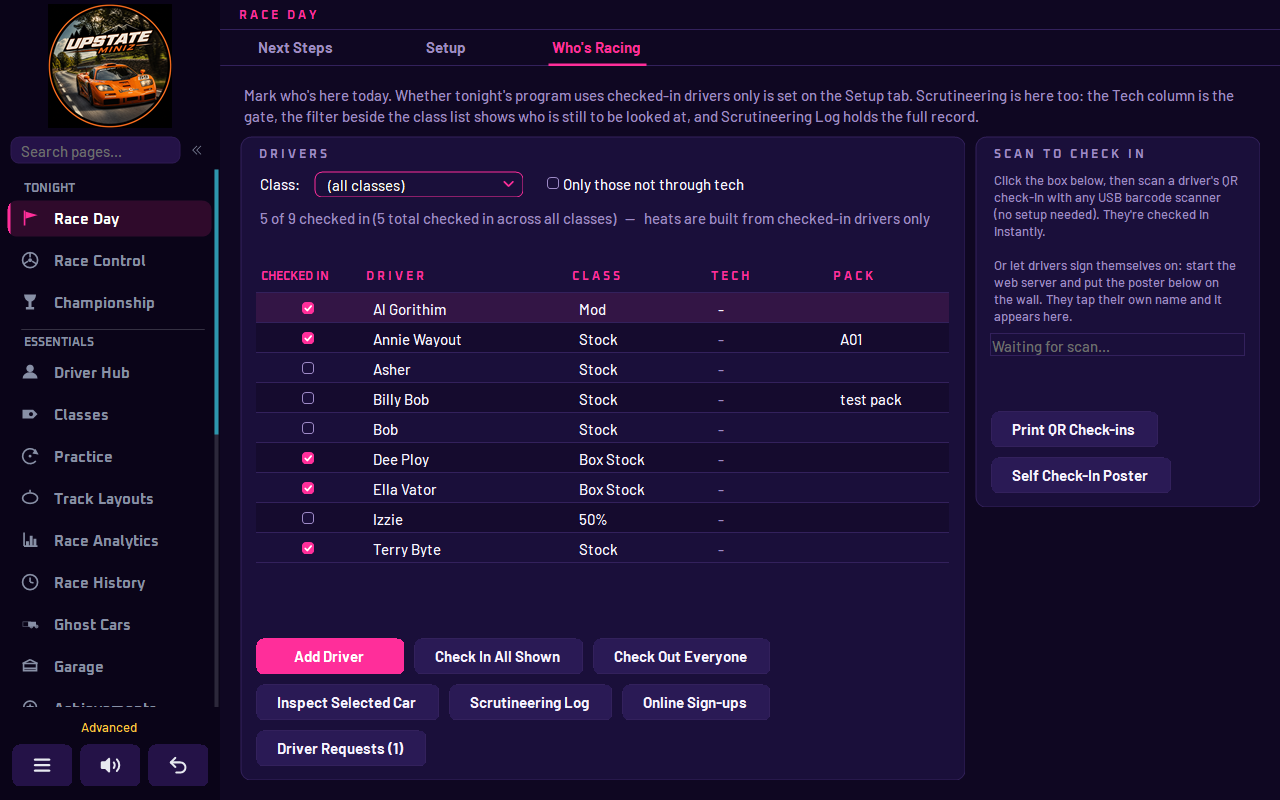 UPSTATE
MINIZ
Search pages...
TONIGHT
Race Day
Race Control
Championship
ESSENTIALS
Driver Hub
Classes
Practice
Track Layouts
Race Analytics
Race History
Ghost Cars
Garage
Achievements
Advanced
RACE DAY
Next Steps
Setup
Who's Racing
Mark who's here today. Whether tonight's program uses checked-in drivers only is set on the Setup tab. Scrutineering is here too: the Tech column is the
gate, the filter beside the class list shows who is still to be looked at, and Scrutineering Log holds the full record.
DRIVERS
Class: (all classes) Only those not through tech
5 of 9 checked in (5 total checked in across all classes) — heats are built from checked-in drivers only
CHECKED IN DRIVER CLASS TECH PACK
Al Gorithim Mod -
Annie Wayout Stock - A01
Asher Stock -
Billy Bob Stock - test pack
Bob Stock -
Dee Ploy Box Stock -
Ella Vator Box Stock -
Izzie 50% -
Terry Byte Stock -
Add Driver Check In All Shown Check Out Everyone
Inspect Selected Car Scrutineering Log Online Sign-ups
Driver Requests (1)
SCAN TO CHECK IN
Click the box below, then scan a driver's QR
check-in with any USB barcode scanner
(no setup needed). They're checked in
instantly.
Or let drivers sign themselves on: start the
web server and put the poster below on
the wall. They tap their own name and it
appears here.
Waiting for scan...
Print QR Check-ins
Self Check-In Poster